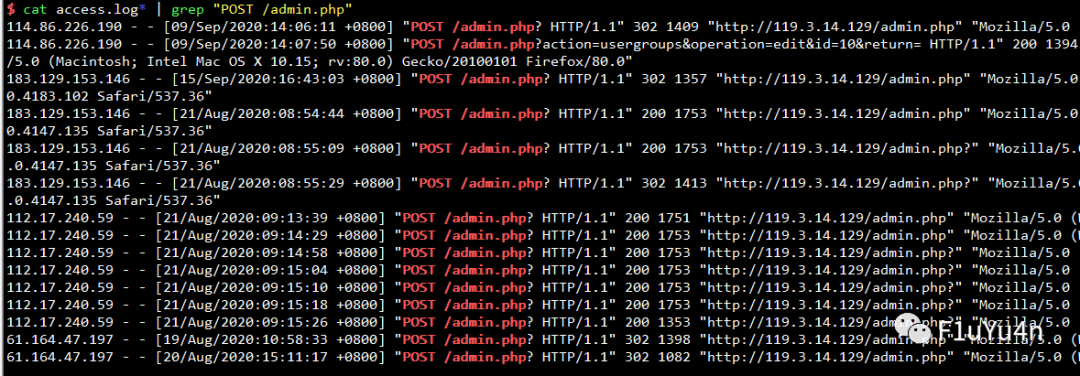 $ cat access.log* | grep "POST /admin.php"
114.86.226.190 - - [09/Sep/2020:14:06:11 +0800] "POST /admin.php? HTTP/1.1" 302 1409 "http://119.3.14.129/admin.php" "Mozilla/5.0
114.86.226.190 - - [09/Sep/2020:14:07:50 +0800] "POST /admin.php?action=usergroups&operation=edit&id=10&return= HTTP/1.1" 200 1394
/5.0 (Macintosh; Intel Mac OS X 10.15; rv:80.0) Gecko/20100101 Firefox/80.0"
183.129.153.146 - - [15/Sep/2020:16:43:03 +0800] "POST /admin.php? HTTP/1.1" 302 1357 "http://119.3.14.129/admin.php" "Mozilla/5.0
0.4183.102 Safari/537.36"
183.129.153.146 - - [21/Aug/2020:08:54:44 +0800] "POST /admin.php? HTTP/1.1" 200 1753 "http://119.3.14.129/admin.php" "Mozilla/5.0
0.4147.135 Safari/537.36"
183.129.153.146 - - [21/Aug/2020:08:55:09 +0800] "POST /admin.php? HTTP/1.1" 200 1753 "http://119.3.14.129/admin.php?" "Mozilla/5.
.0.4147.135 Safari/537.36"
183.129.153.146 - - [21/Aug/2020:08:55:29 +0800] "POST /admin.php? HTTP/1.1" 302 1413 "http://119.3.14.129/admin.php?" "Mozilla/5.
.0.4147.135 Safari/537.36"
112.17.240.59 - - [21/Aug/2020:09:13:39 +0800] "POST /admin.php? HTTP/1.1" 200 1751 "http://119.3.14.129/admin.php" "Mozilla/5.0 (
112.17.240.59 - - [21/Aug/2020:09:14:29 +0800] "POST /admin.php? HTTP/1.1" 200 1753 "http://119.3.14.129/admin.php" "Mozilla/5.0 (
112.17.240.59 - - [21/Aug/2020:09:14:58 +0800] "POST /admin.php? HTTP/1.1" 200 1753 "http://119.3.14.129/admin.php?" "Mozilla/5.0
112.17.240.59 - - [21/Aug/2020:09:15:04 +0800] "POST /admin.php? HTTP/1.1" 200 1753 "http://119.3.14.129/admin.php?" "Mozilla/5.0
112.17.240.59 - - [21/Aug/2020:09:15:10 +0800] "POST /admin.php? HTTP/1.1" 200 1753 "http://119.3.14.129/admin.php?" "Mozilla/5.0
112.17.240.59 - - [21/Aug/2020:09:15:18 +0800] "POST /admin.php? HTTP/1.1" 200 1753 "http://119.3.14.129/admin.php?" "Mozilla/5.0
112.17.240.59 - - [21/Aug/2020:09:15:26 +0800] "POST /admin.php? HTTP/1.1" 200 1353 "http://119.3.14.129/admin.php?" "Mozilla/5.0
61.164.47.197 - - [19/Aug/2020:10:58:33 +0800] "POST /admin.php? HTTP/1.1" 302 1398 "http://119.3.14.129/admin.php" "Mozilla/5.0 (
61.164.47.197 - - [20/Aug/2020:15:11:17 +0800] "POST /admin.php? HTTP/1.1" 302 1082 "http://119.3.14.129/admin.php" "Mozilla/5.0 (
F1uYu4n